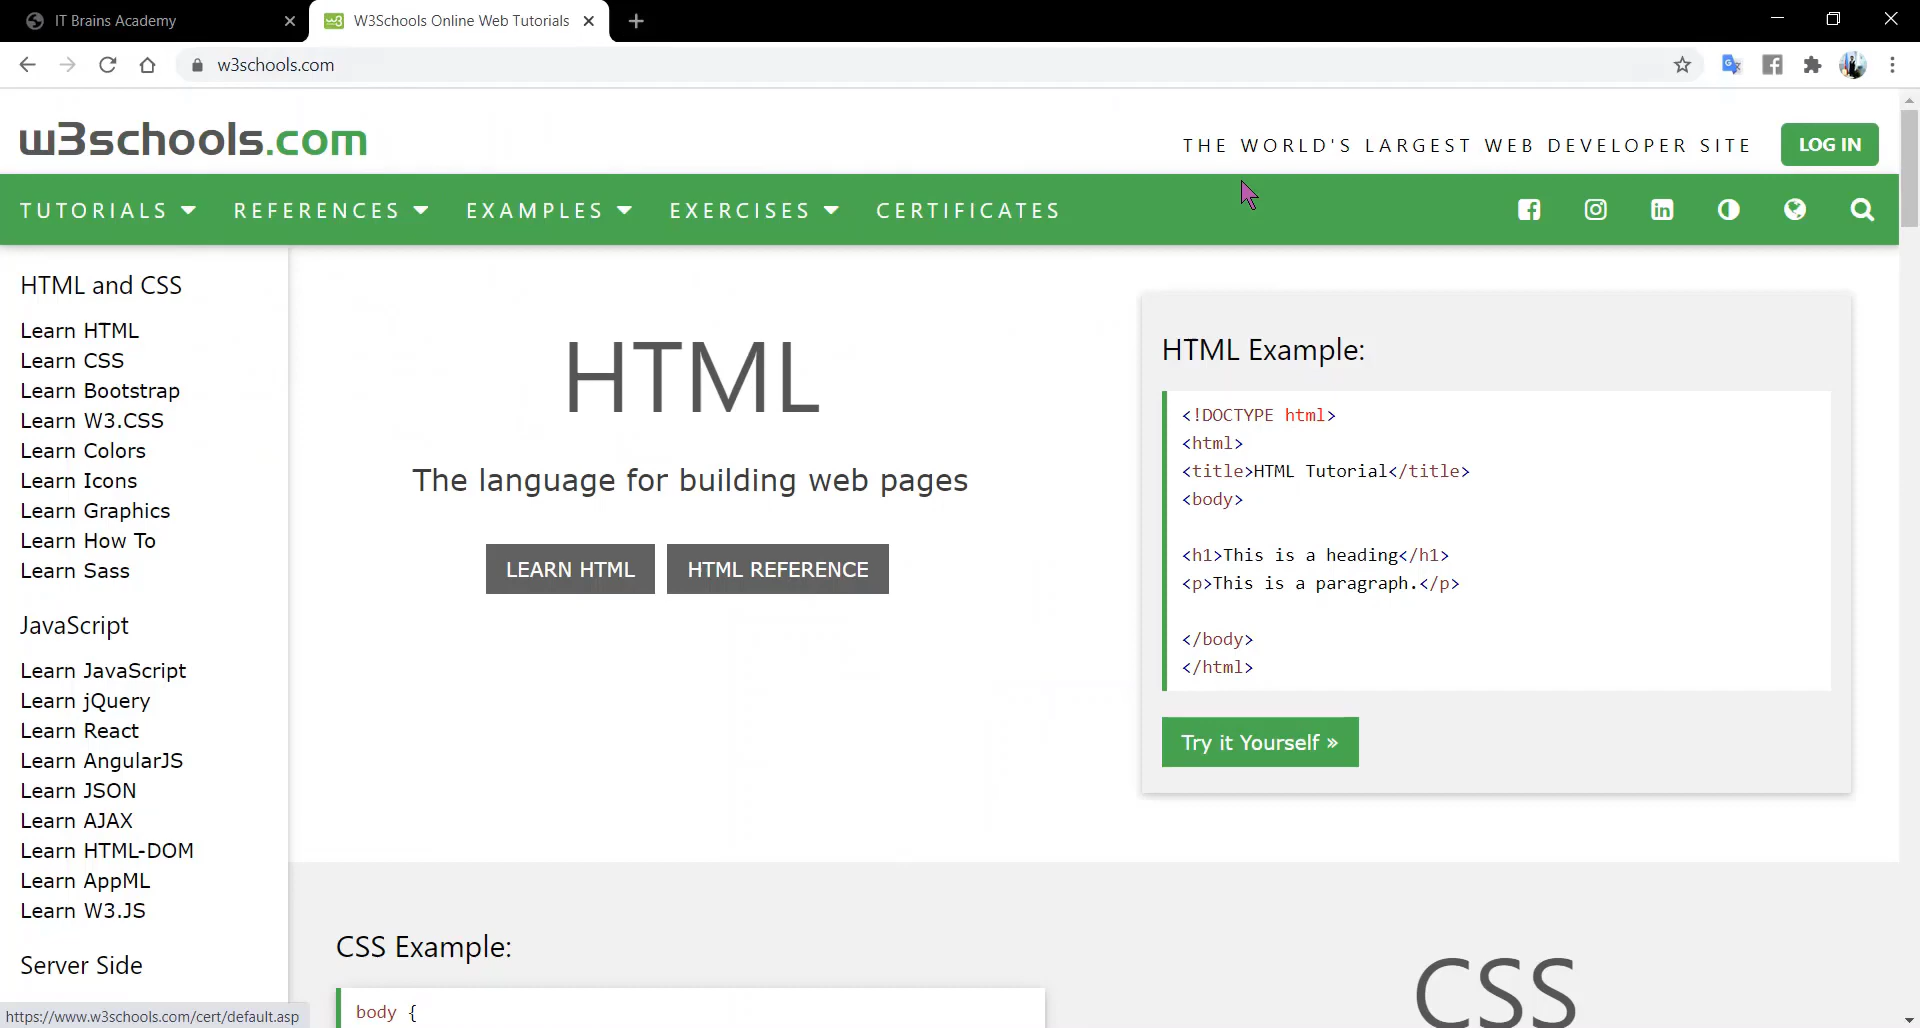 IT Brains Academy
W3Schools Online Web Tutorials
w3schools.com
w3schools.com
THE WORLD'S LARGEST WEB DEVELOPER SITE
LOG IN
TUTORIALS
REFERENCES
EXAMPLES
EXERCISES
CERTIFICATES
HTML and CSS
Learn HTML
Learn CSS
Learn Bootstrap
Learn W3.CSS
Learn Colors
Learn Icons
Learn Graphics
Learn How To
Learn Sass
JavaScript
Learn JavaScript
Learn jQuery
Learn React
Learn AngularJS
Learn JSON
Learn AJAX
Learn HTML-DOM
Learn AppML
Learn W3.JS
Server Side
HTML
The language for building web pages
LEARN HTML
HTML REFERENCE
HTML Example:
<!DOCTYPE html>
<html>
<title>HTML Tutorial</title>
<body>
<h1>This is a heading</h1>
<p>This is a paragraph.</p>
</body>
</html>
Try it Yourself »
CSS Example:
body {
CSS
https://www.w3schools.com/cert/default.asp